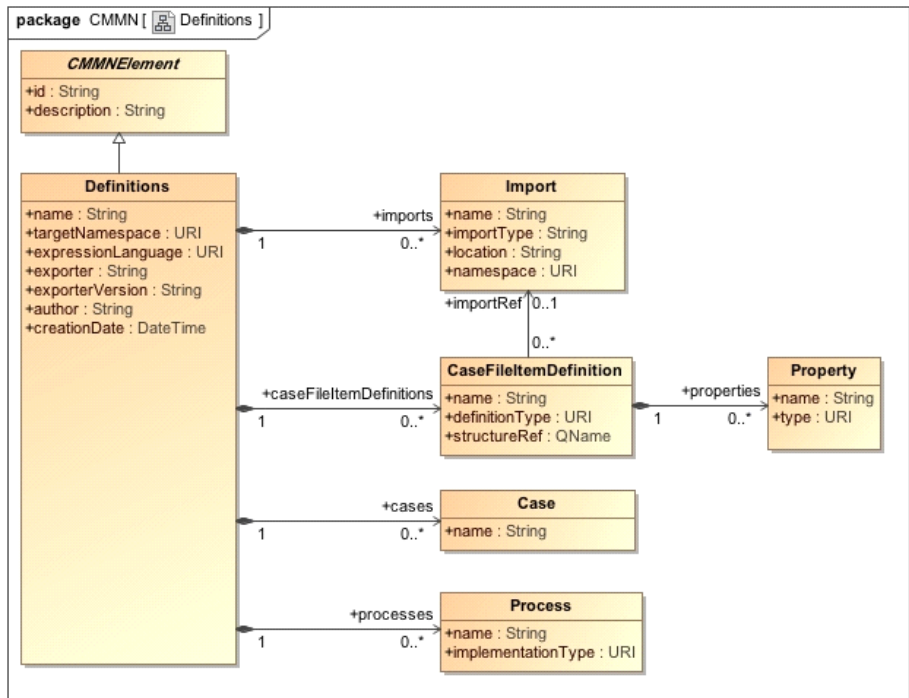 package CMMN [ Definitions ]
CMMNElement
+id : String
+description : String
Definitions
+name : String
+targetNamespace : URI
+expressionLanguage : URI
+exporter : String
+exporterVersion : String
+author : String
+creationDate : DateTime
+imports
1
0..*
Import
+name : String
+importType : String
+location : String
+namespace : URI
+importRef
0..1
0..*
+caseFileItemDefinitions
1
0..*
CaseFileItemDefinition
+name : String
+definitionType : URI
+structureRef : QName
+properties
1
0..*
Property
+name : String
+type : URI
+cases
1
0..*
Case
+name : String
+processes
1
0..*
Process
+name : String
+implementationType : URI